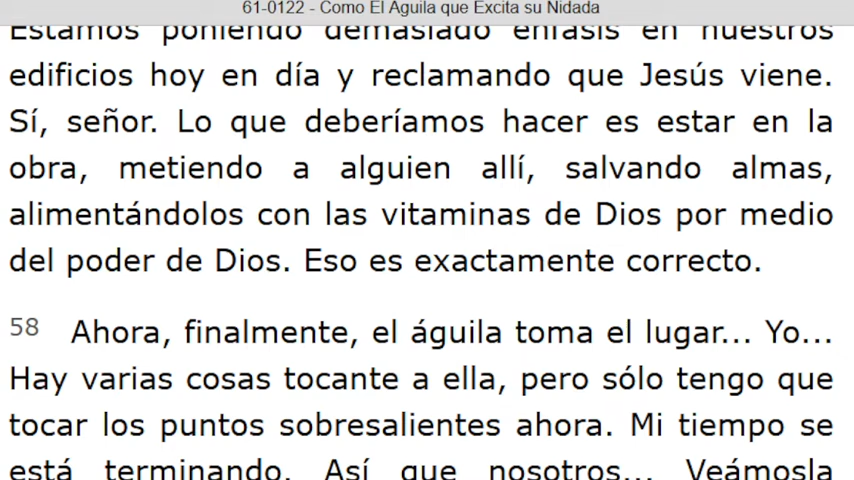 61-0122 - Como El Aguila que Excita su Nidada
Estamos poniendo demasiado énfasis en nuestros
edificios hoy en día y reclamando que Jesús viene.
Sí, señor. Lo que deberíamos hacer es estar en la
obra, metiendo a alguien allí, salvando almas,
alimentándolos con las vitaminas de Dios por medio
del poder de Dios. Eso es exactamente correcto.
58 Ahora, finalmente, el águila toma el lugar... Yo...
Hay varias cosas tocante a ella, pero sólo tengo que
tocar los puntos sobresalientes ahora. Mi tiempo se
está terminando. Así que nosotros... Veámosla